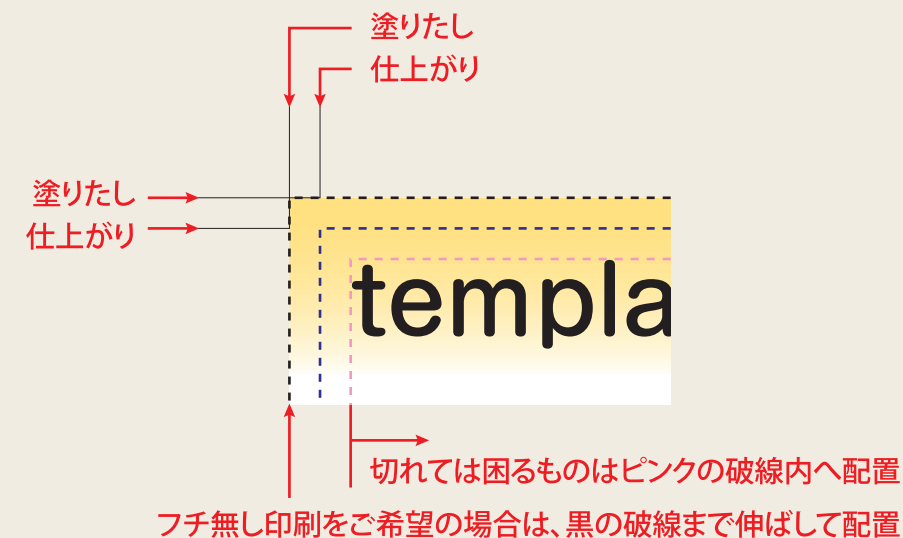 塗りたし
仕上がり
塗りたし
仕上がり
templa
切れては困るものはピンクの破線内へ配置
フチ無し印刷をご希望の場合は、黒の破線まで伸ばして配置